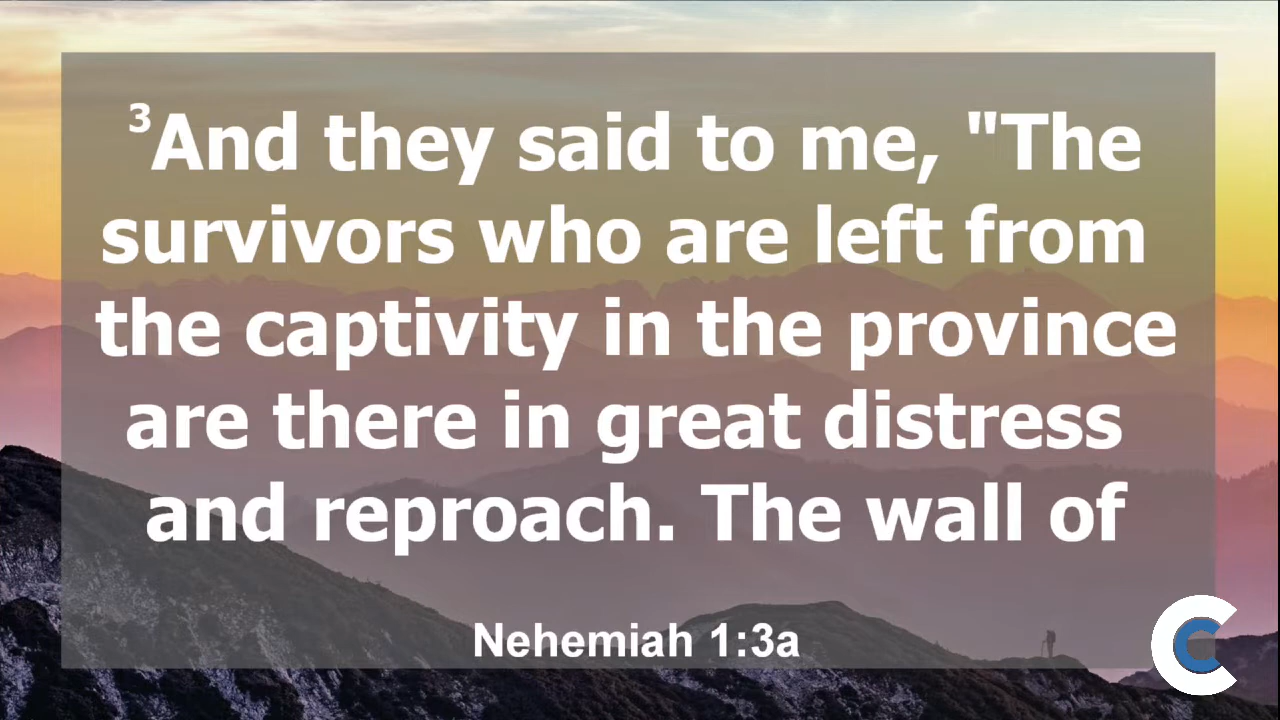 ³And they said to me, "The
survivors who are left from
the captivity in the province
are there in great distress
and reproach. The wall of
Nehemiah 1:3a
CC